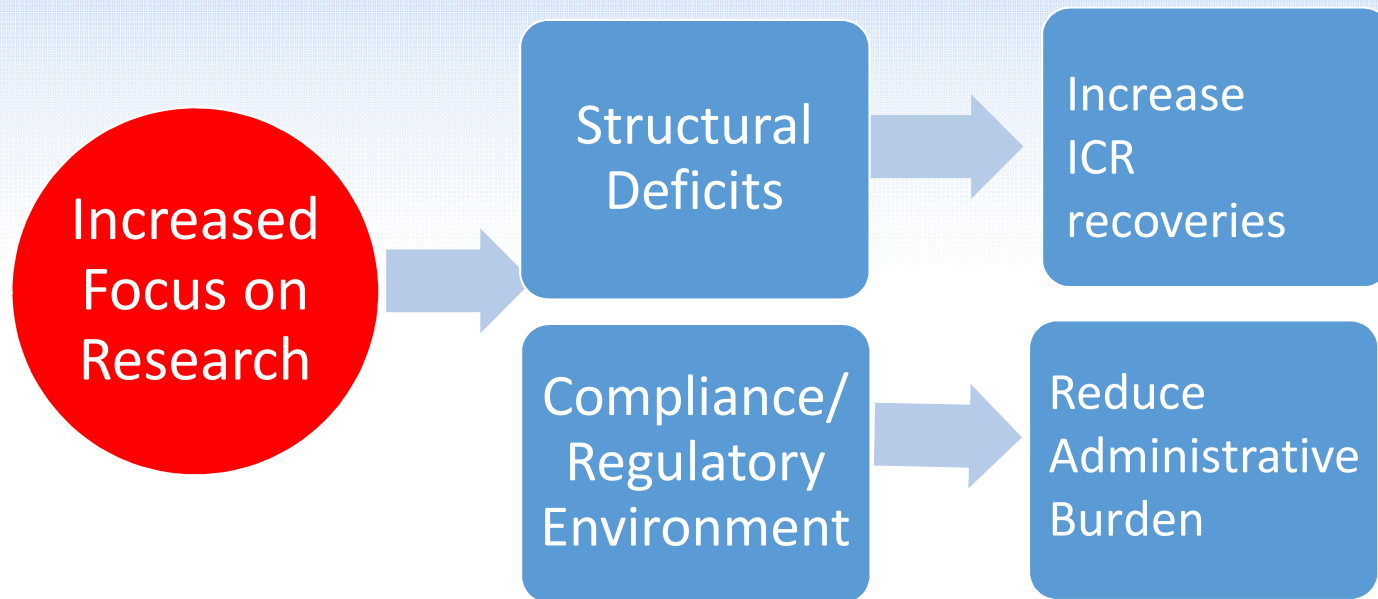 Increased
Focus on
Research
Structural
Deficits
Increase
ICR
recoveries
Compliance/
Regulatory
Environment
Reduce
Administrative
Burden